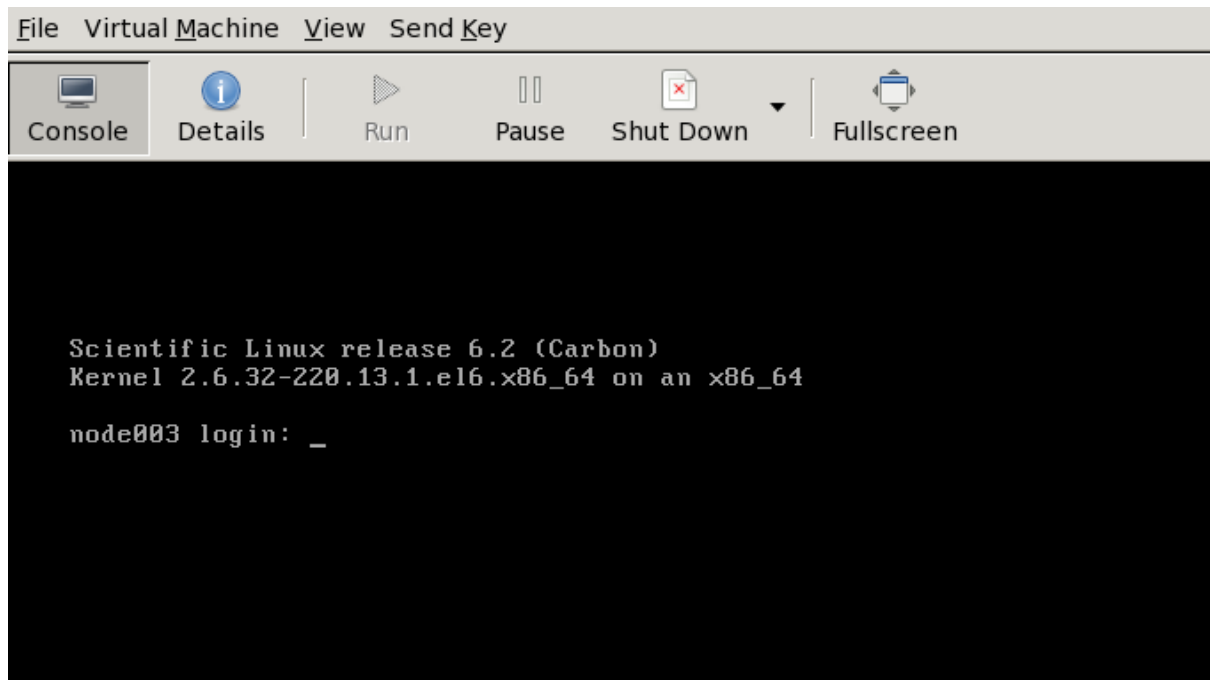 File Virtual Machine View Send Key
Console Details Run Pause Shut Down Fullscreen
Scientific Linux release 6.2 (Carbon)
Kernel 2.6.32-220.13.1.el6.x86_64 on an x86_64
node003 login: _